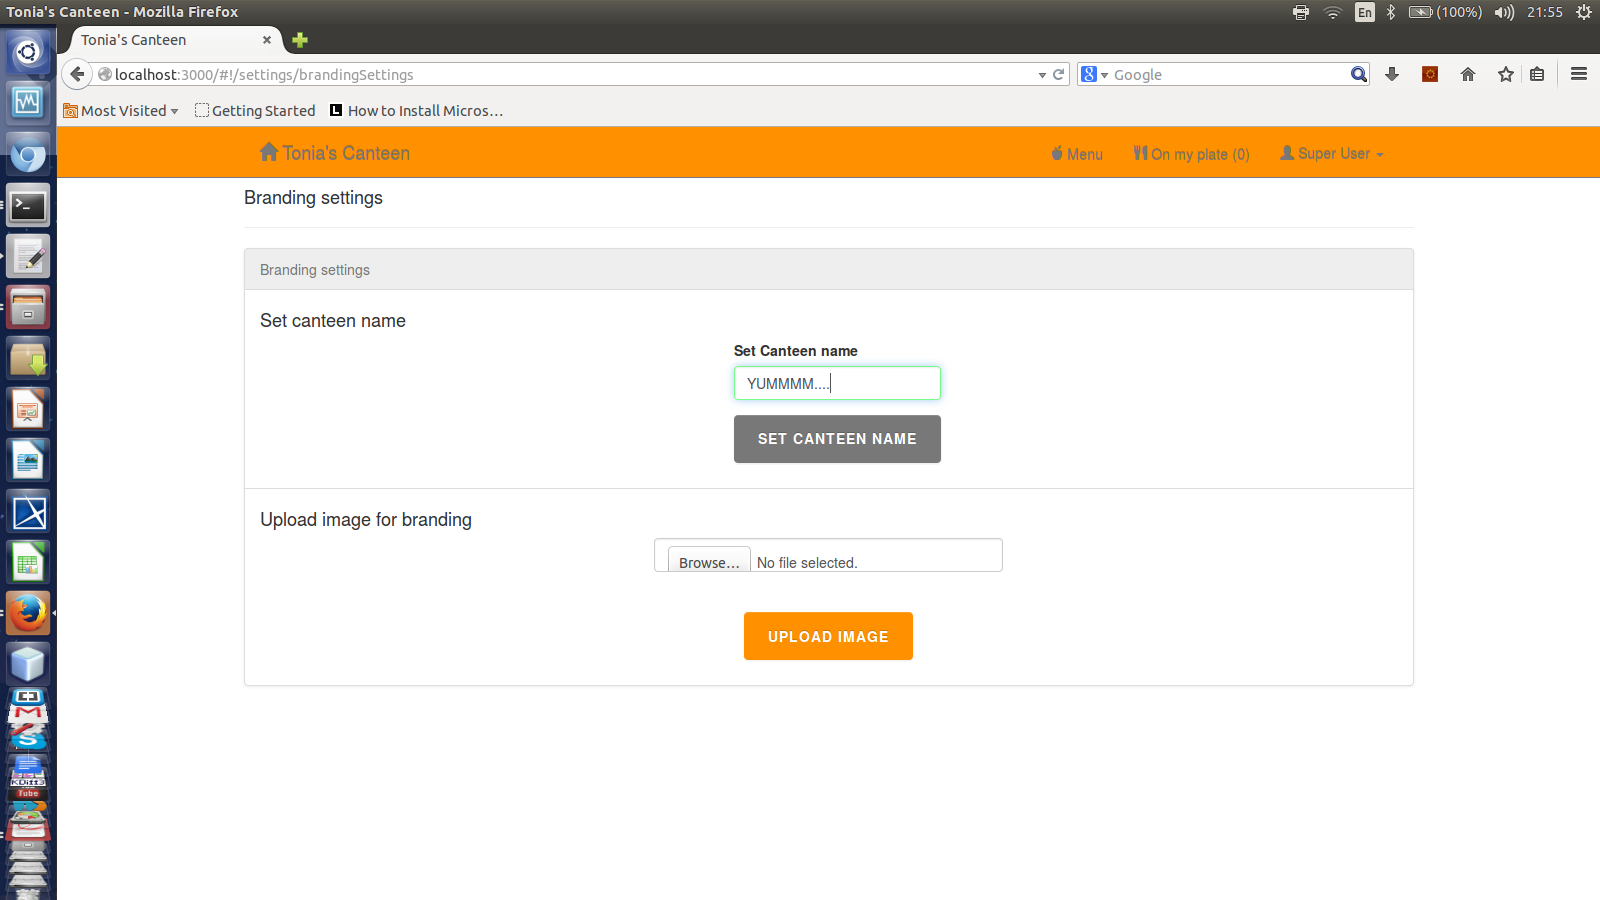 Tonia's Canteen - Mozilla Firefox
En
(100%)
21:55
Tonia's Canteen
localhost:3000/#!/settings/brandingSettings
Google
Most Visited
Getting Started
How to Install Micros...
Tonia's Canteen
Menu
On my plate (0)
Super User
Branding settings
Branding settings
Set canteen name
Set Canteen name
YUMMMM....
SET CANTEEN NAME
Upload image for branding
Browse...
No file selected.
UPLOAD IMAGE
KDiff3
Tube